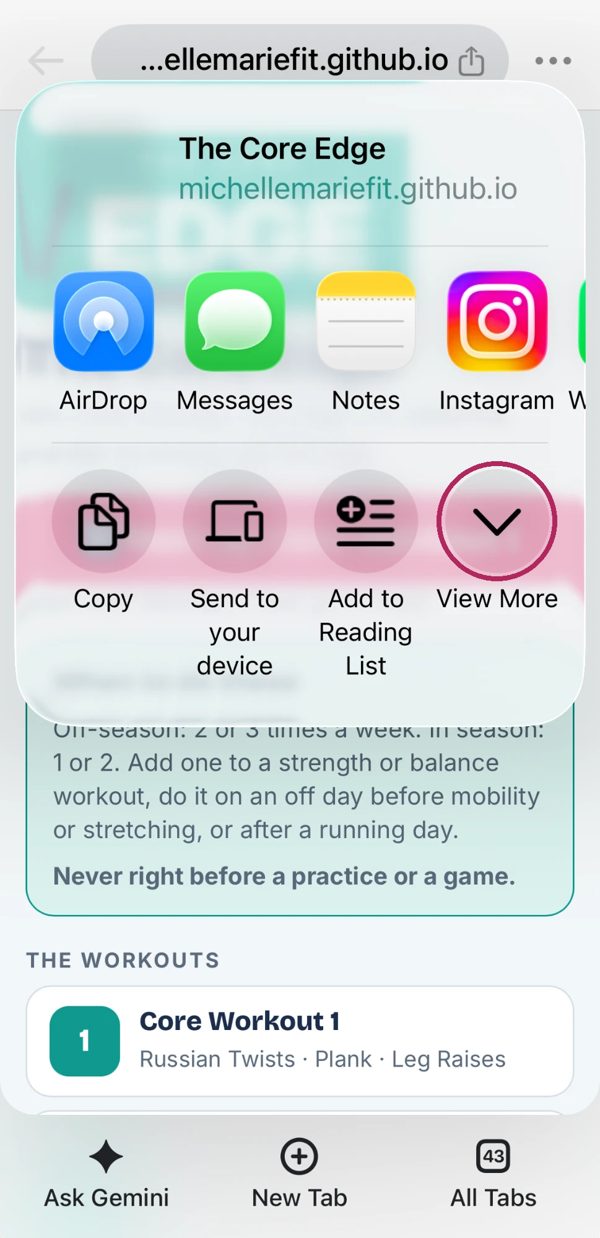 ...ellemariefit.github.io
The Core Edge
michellemariefit.github.io
EDGE
AirDrop
Messages
Notes
Instagram
W
Copy
Send to
your
device
Add to
Reading
List
View More
Off-season: 2 or 3 times a week. In season:
1 or 2. Add one to a strength or balance
workout, do it on an off day before mobility
or stretching, or after a running day.
Never right before a practice or a game.
THE WORKOUTS
1
Core Workout 1
Russian Twists · Plank · Leg Raises
Ask Gemini
New Tab
43
All Tabs